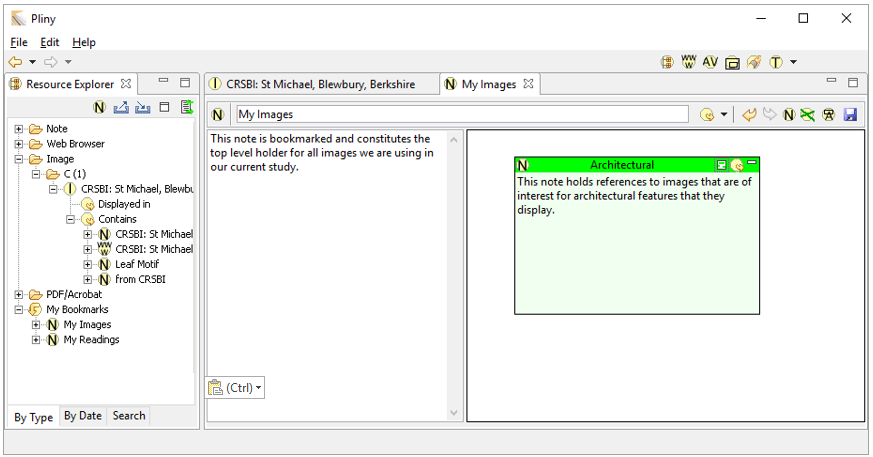 Pliny
File Edit Help
WWW AV T
Resource Explorer
N
Note
Web Browser
Image
C (1)
CRSBI: St Michael, Blewbu
Displayed in
Contains
N CRSBI: St Michael
WWW CRSBI: St Michael
N Leaf Motif
N from CRSBI
PDF/Acrobat
My Bookmarks
N My Images
N My Readings
By Type By Date Search
I CRSBI: St Michael, Blewbury, Berkshire
N My Images
N My Images
N
This note is bookmarked and constitutes the
top level holder for all images we are using in
our current study.
(Ctrl)
N Architectural
This note holds references to images that are of
interest for architectural features that they
display.